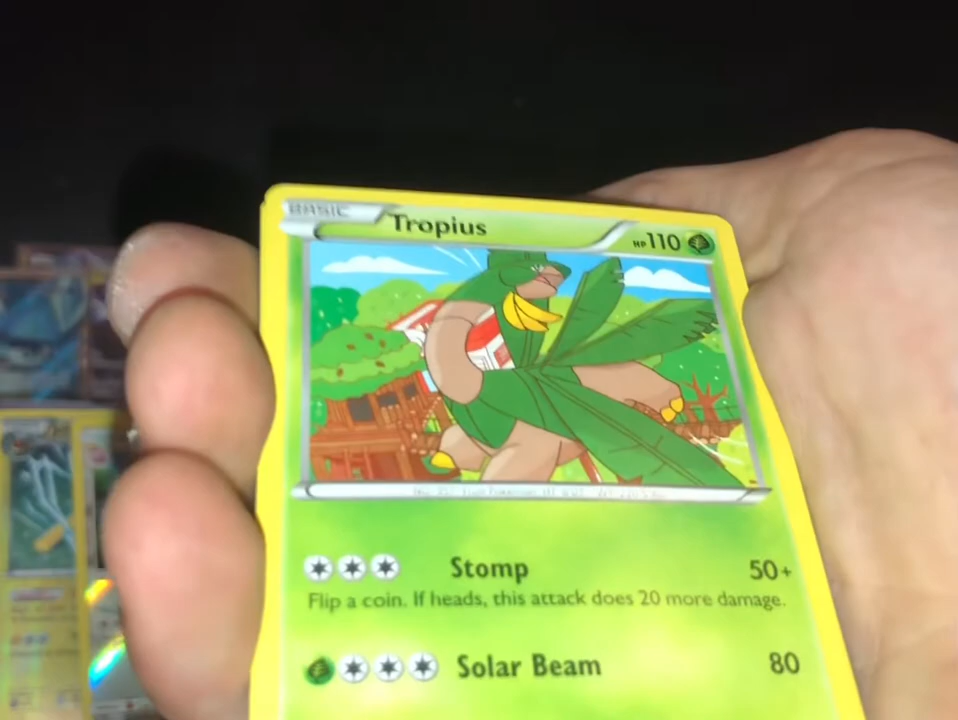 BASIC
Tropius
HP 110
Stomp 50+
Flip a coin. If heads, this attack does 20 more damage.
Solar Beam 80